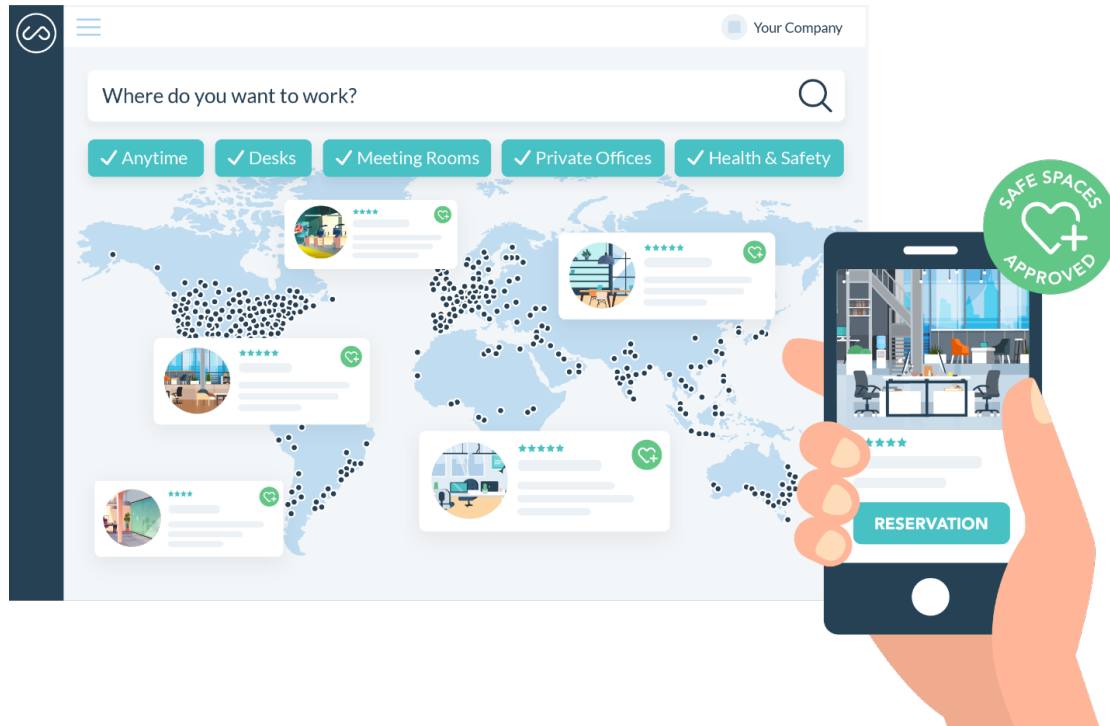 Your Company
Where do you want to work?
Anytime
Desks
Meeting Rooms
Private Offices
Health & Safety
SAFE SPACES
APPROVED
RESERVATION